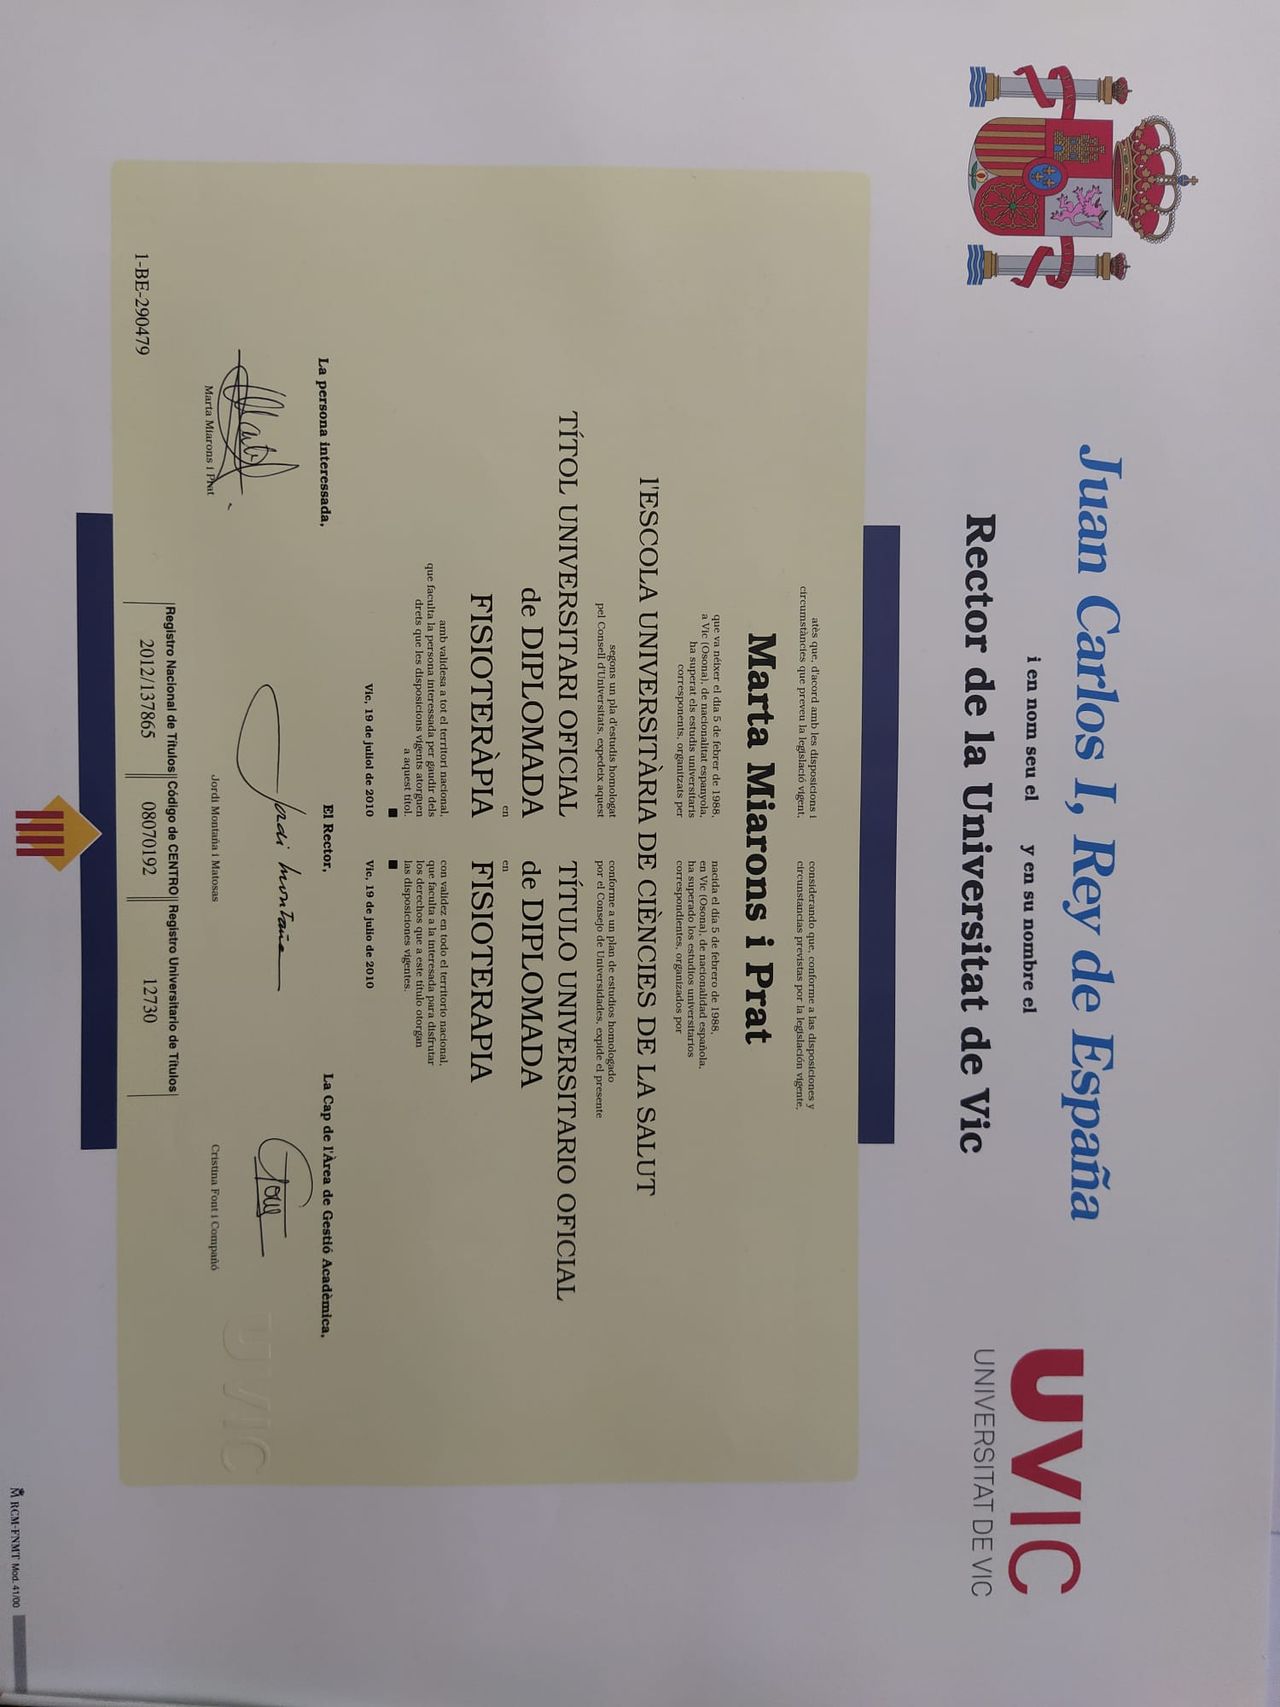 Juan Carlos I, Rey de España
i en nom seu el
y en su nombre el
Rector de la Universitat de Vic
UVIC
UNIVERSITAT DE VIC
atès que, d'acord amb les disposicions i
circumstàncies que preveu la legislació vigent,
considerando que, conforme a las disposiciones y
circunstancias previstas por la legislación vigente,
Marta Miarons i Prat
que va néixer el dia 5 de febrer de 1988,
a Vic (Osona), de nacionalitat espanyola,
ha superat els estudis universitaris
corresponents, organitzats per
nacida el día 5 de febrero de 1988,
en Vic (Osona), de nacionalidad española,
ha superado los estudios universitarios
correspondientes, organizados por
l'ESCOLA UNIVERSITÀRIA DE CIÈNCIES DE LA SALUT
segons un pla d'estudis homologat
pel Consell d'Universitats, expedeix aquest
conforme a un plan de estudios homologado
por el Consejo de Universidades, expide el presente
TÍTOL UNIVERSITARI OFICIAL
de DIPLOMADA
en
FISIOTERÀPIA
TÍTULO UNIVERSITARIO OFICIAL
de DIPLOMADA
en
FISIOTERAPIA
amb validesa a tot el territori nacional,
que faculta la persona interessada per gaudir dels
drets que les disposicions vigents atorguen
a aquest títol.
con validez en todo el territorio nacional,
que faculta a la interesada para disfrutar
los derechos que a este título otorgan
las disposiciones vigentes.
Vic, 19 de juliol de 2010
Vic, 19 de julio de 2010
La persona interessada,
El Rector,
La Cap de l'Àrea de Gestió Acadèmica,
Jordi Montaña
Marta Miarons i Prat
Jordi Montaña i Matosas
Cristina Font i Compañó
UVIC
1-BE-290479
Registro Nacional de Títulos
Código de CENTRO
Registro Universitario de Títulos
2012/137865
08070192
12730
RCM-FNMT Mod. 41/00